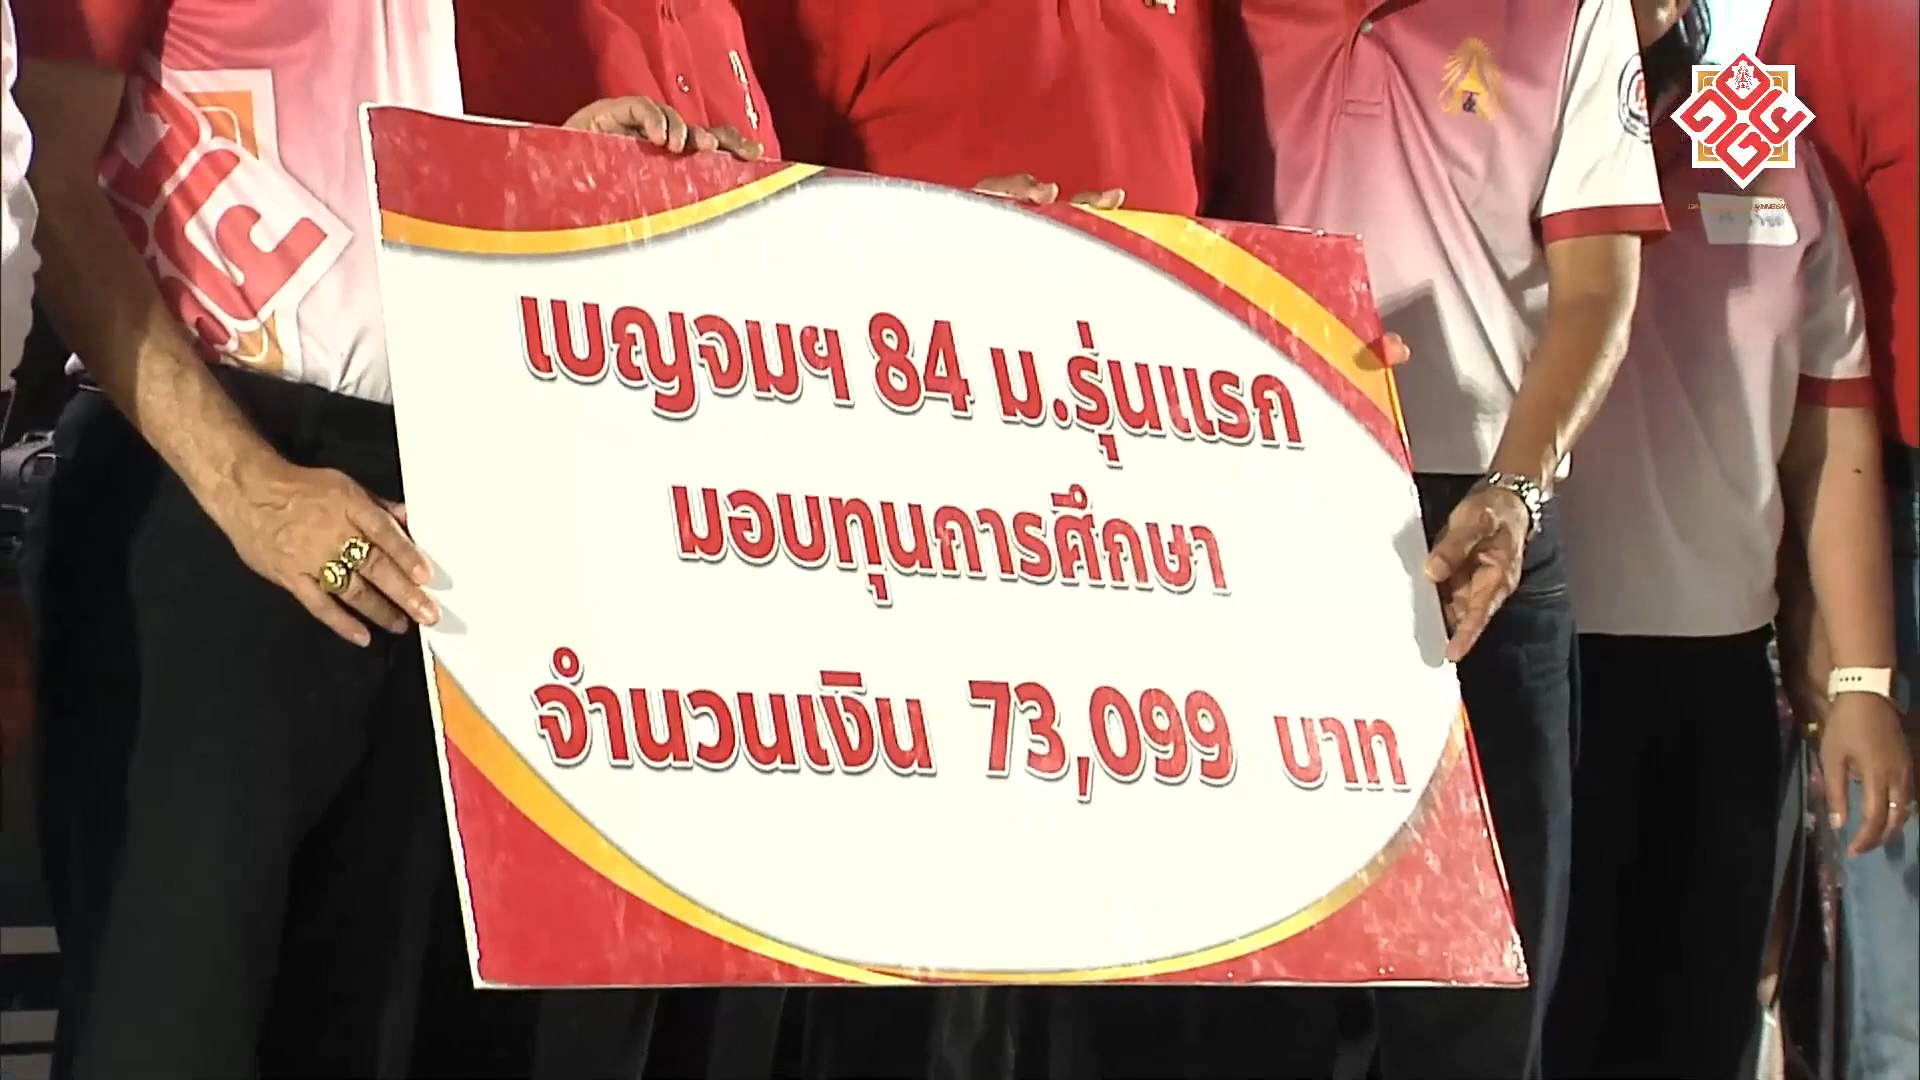 เบญจมฯ 84 ม.รุ่นแรก
มอบทุนการศึกษา
จำนวนเงิน 73,099 บาท